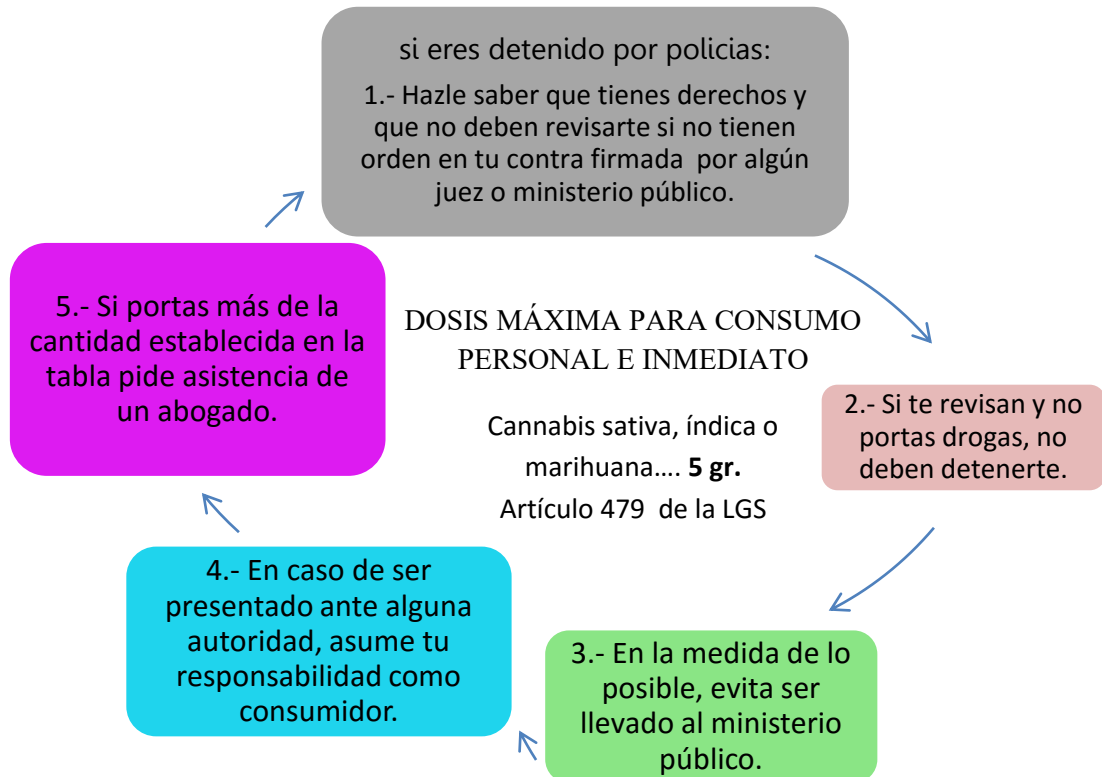 si eres detenido por policias:
1.- Hazle saber que tienes derechos y
que no deben revisarte si no tienen
orden en tu contra firmada por algún
juez o ministerio público.
2.- Si te revisan y no
portas drogas, no
deben detenerte.
3.- En la medida de lo
posible, evita ser
llevado al ministerio
público.
4.- En caso de ser
presentado ante alguna
autoridad, asume tu
responsabilidad como
consumidor.
5.- Si portas más de la
cantidad establecida en la
tabla pide asistencia de
un abogado.
DOSIS MÁXIMA PARA CONSUMO
PERSONAL E INMEDIATO
Cannabis sativa, índica o
marihuana.... 5 gr.
Artículo 479 de la LGS